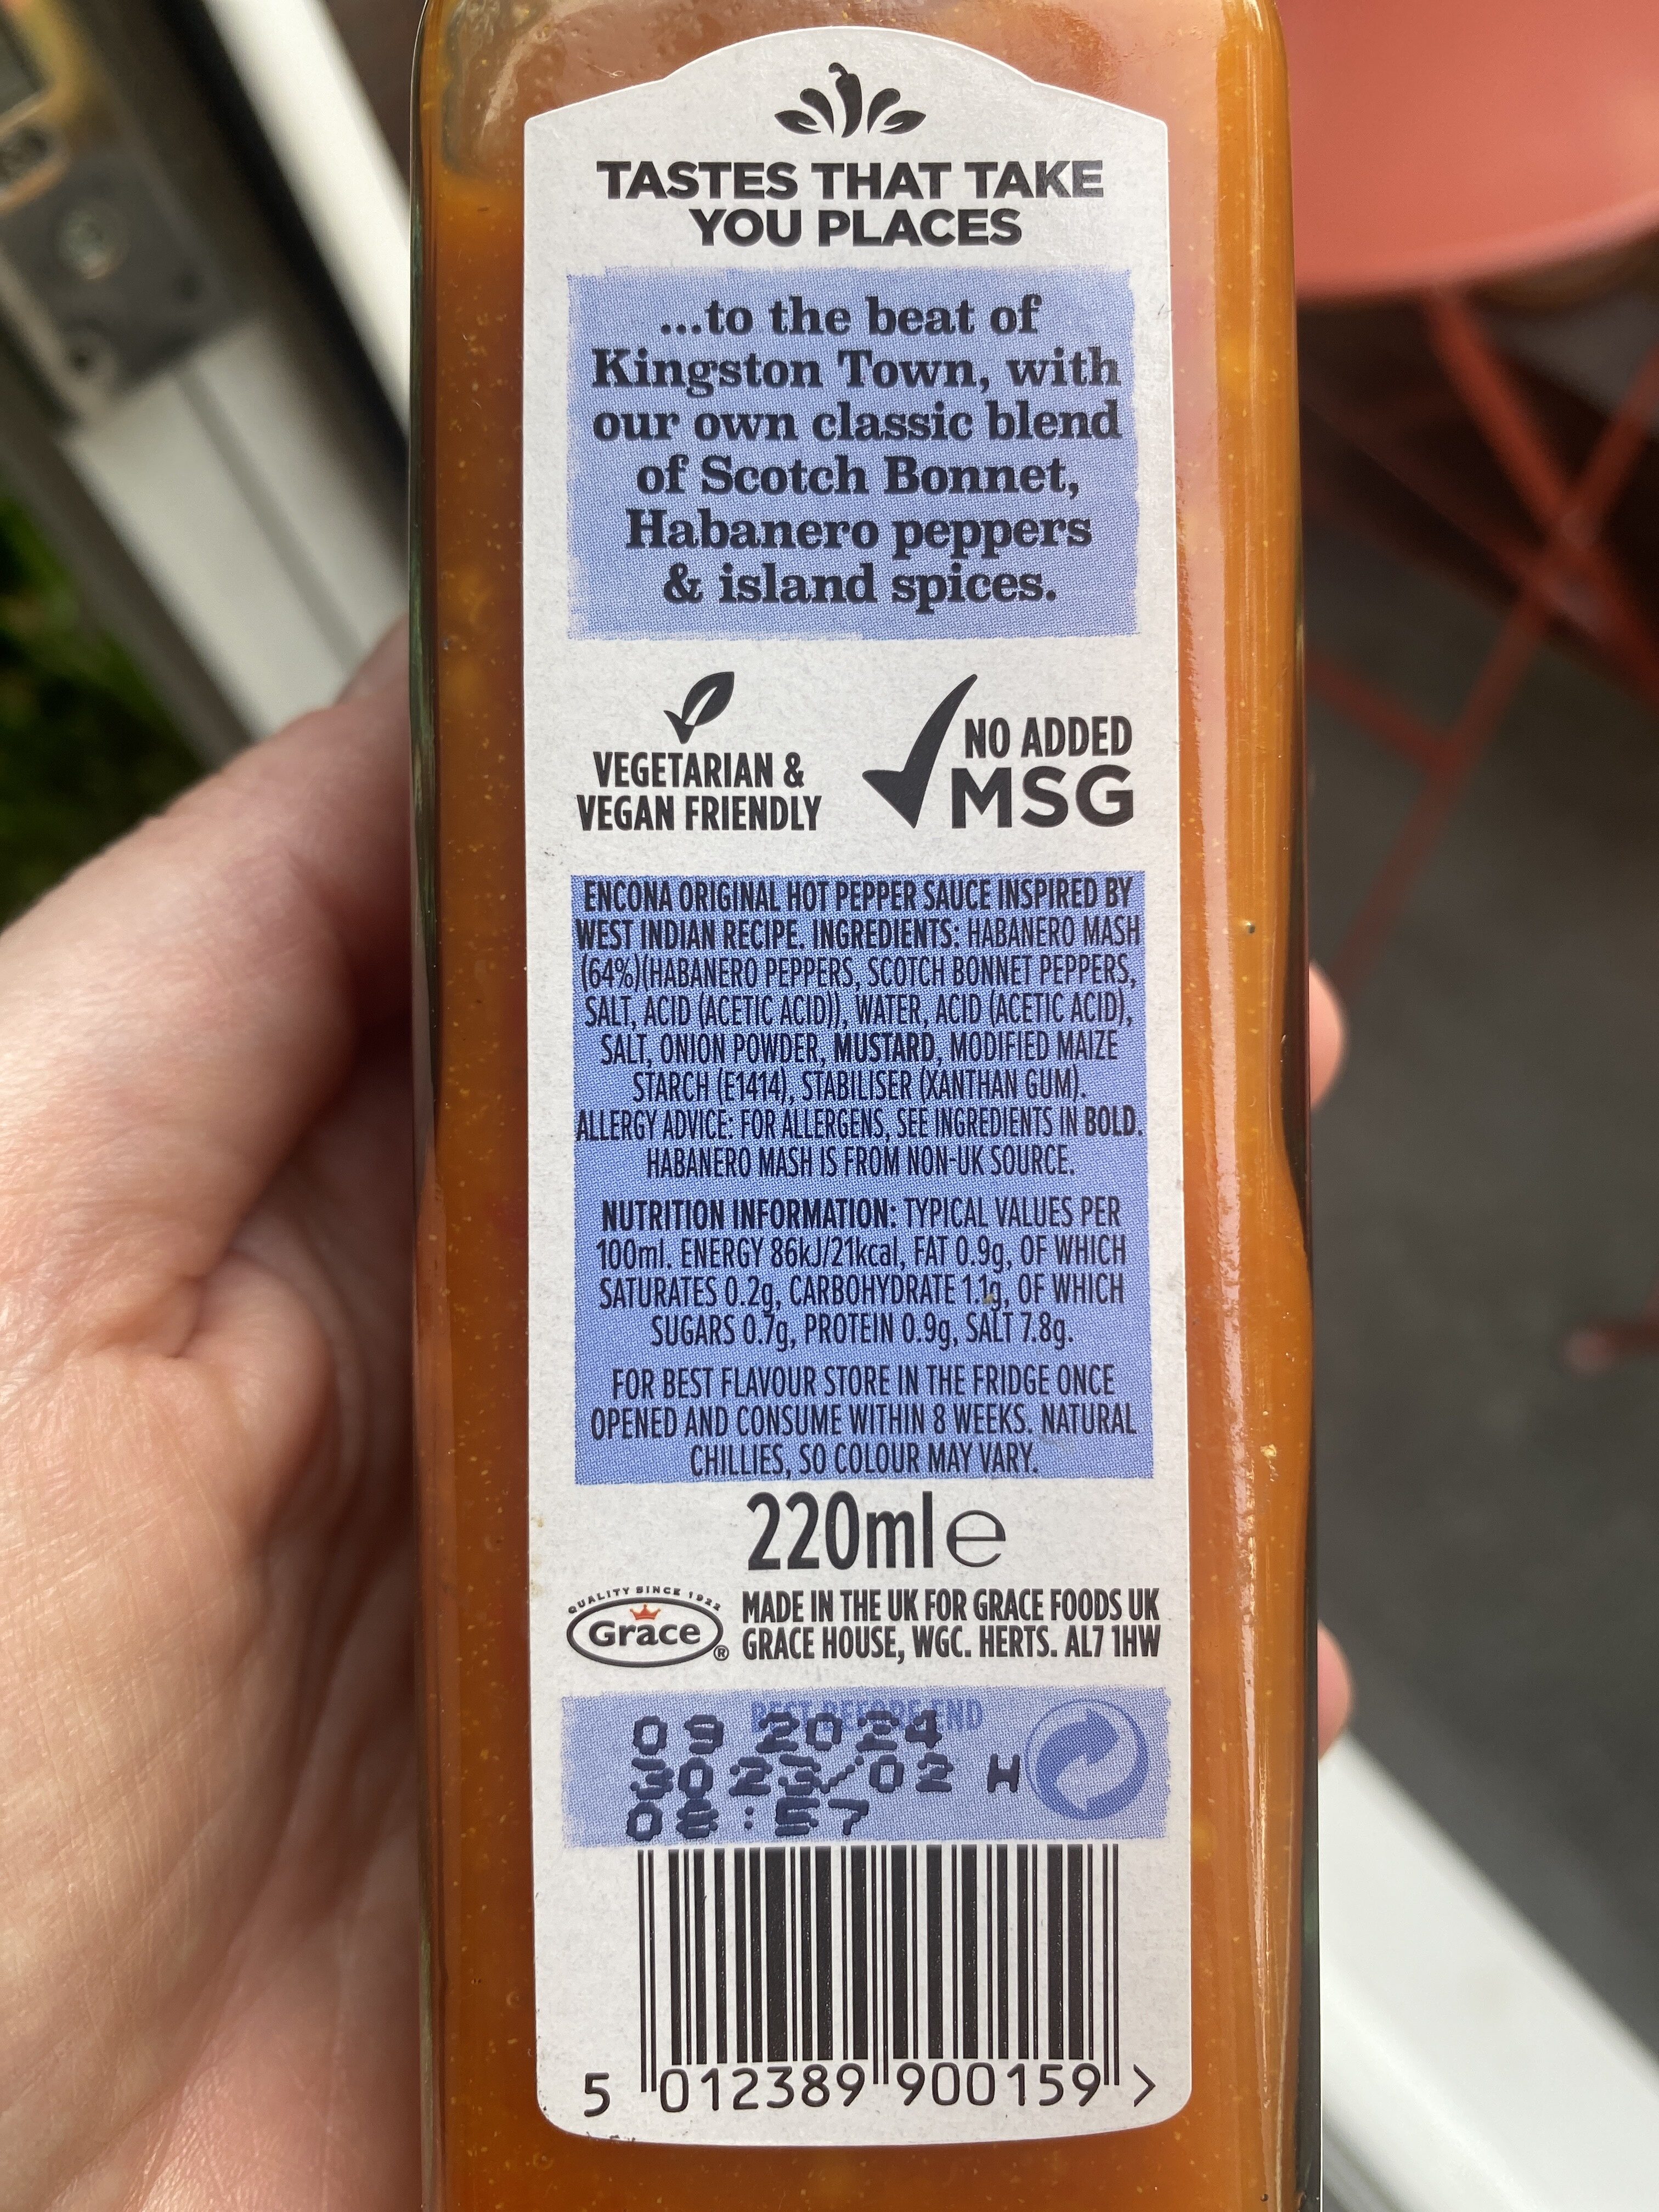 TASTES THAT TAKE
YOU PLACES
...to the beat of
Kingston Town, with
our own classic blend
of Scotch Bonnet,
Habanero peppers
& island spices.
VEGETARIAN &
VEGAN FRIENDLY
NO ADDED
MSG
ENCONA ORIGINAL HOT PEPPER SAUCE INSPIRED BY
WEST INDIAN RECIPE. INGREDIENTS: HABANERO MASH
(64%)(HABANERO PEPPERS, SCOTCH BONNET PEPPERS,
SALT, ACID (ACETIC ACID)), WATER, ACID (ACETIC ACID),
SALT, ONION POWDER, MUSTARD, MODIFIED MAIZE
STARCH (E1414), STABILISER (XANTHAN GUM).
ALLERGY ADVICE: FOR ALLERGENS, SEE INGREDIENTS IN BOLD.
HABANERO MASH IS FROM NON-UK SOURCE.
NUTRITION INFORMATION: TYPICAL VALUES PER
100ml. ENERGY 86kJ/21kcal, FAT 0.9g, OF WHICH
SATURATES 0.2g, CARBOHYDRATE 1.1g, OF WHICH
SUGARS 0.7g, PROTEIN 0.9g, SALT 7.8g.
FOR BEST FLAVOUR STORE IN THE FRIDGE ONCE
OPENED AND CONSUME WITHIN 8 WEEKS. NATURAL
CHILLIES, SO COLOUR MAY VARY.
220ml e
QUALITY SINCE 1922
Grace ®
MADE IN THE UK FOR GRACE FOODS UK
GRACE HOUSE, WGC. HERTS. AL7 1HW
BEST BEFORE END
09 2024
3023/02 H
08:57
5 012389 900159 >